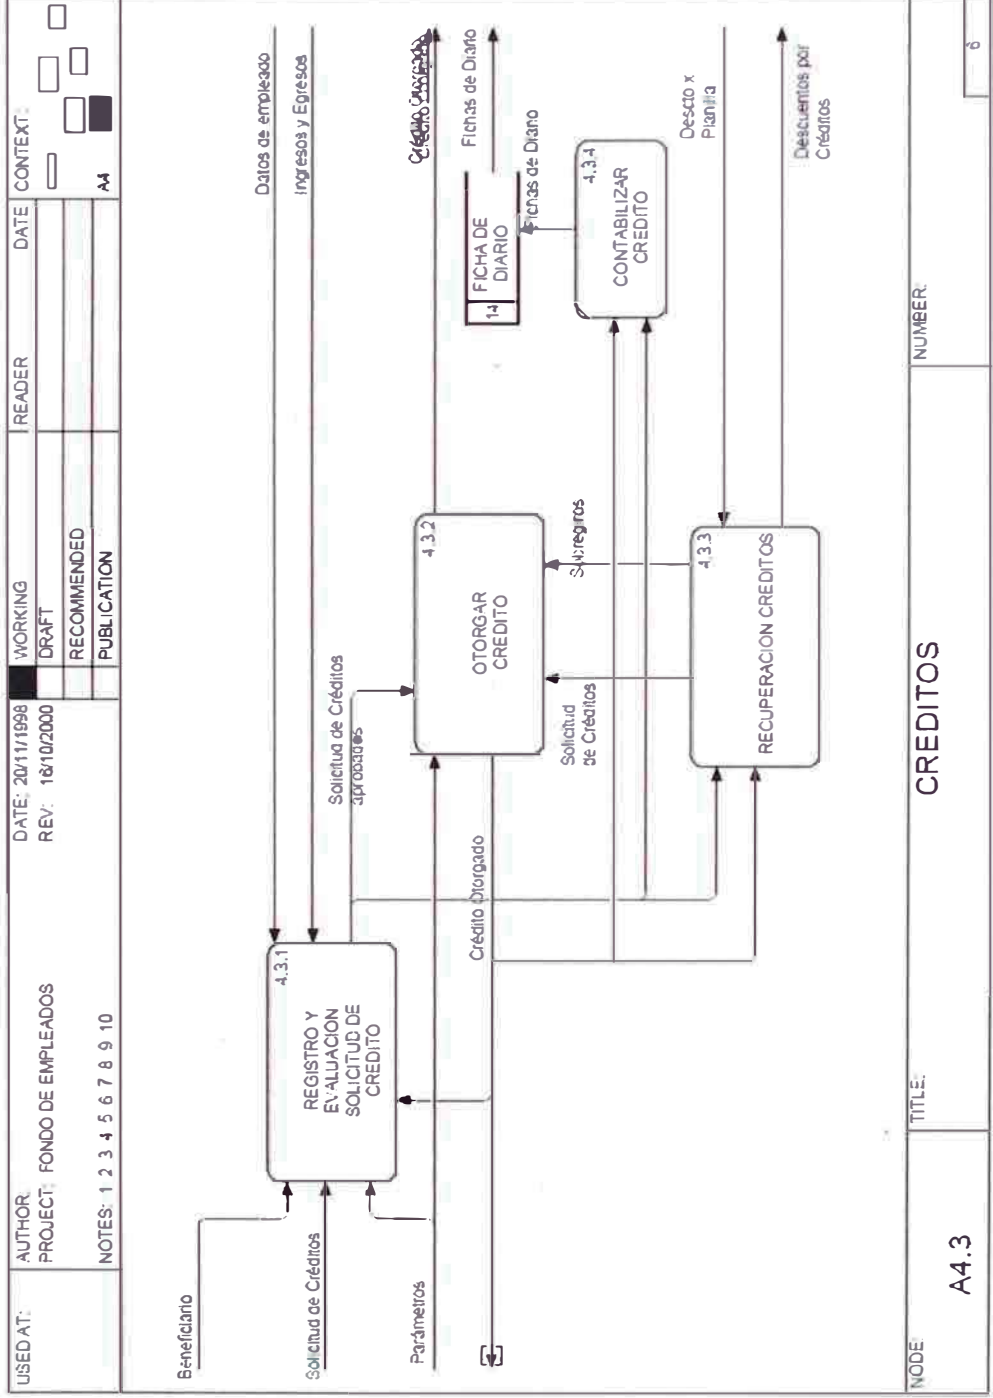 USED AT:
AUTHOR:
PROJECT: FONDO DE EMPLEADOS
NOTES: 1 2 3 4 5 6 7 8 9 10
DATE: 20/11/1998
REV: 16/10/2000
WORKING
DRAFT
RECOMMENDED
PUBLICATION
READER
DATE
CONTEXT:
A4
Beneficiario
Solicitud de Créditos
Parámetros
Datos de empleado
Ingresos y Egresos
4.3.1
REGISTRO Y
EVALUACION
SOLICITUD DE
CREDITO
Solicitud de Créditos
aprobados
4.3.2
OTORGAR
CREDITO
Crédito Otorgado
Crédito Otorgado
Solicitud
de Créditos
Sobregiros
4.3.3
RECUPERACION CREDITOS
14
FICHA DE
DIARIO
Fichas de Diario
Fichas de Diario
4.3.4
CONTABILIZAR
CREDITO
Descto x
Planilla
Descuentos por
Créditos
NODE:
A4.3
TITLE:
CREDITOS
NUMBER:
6